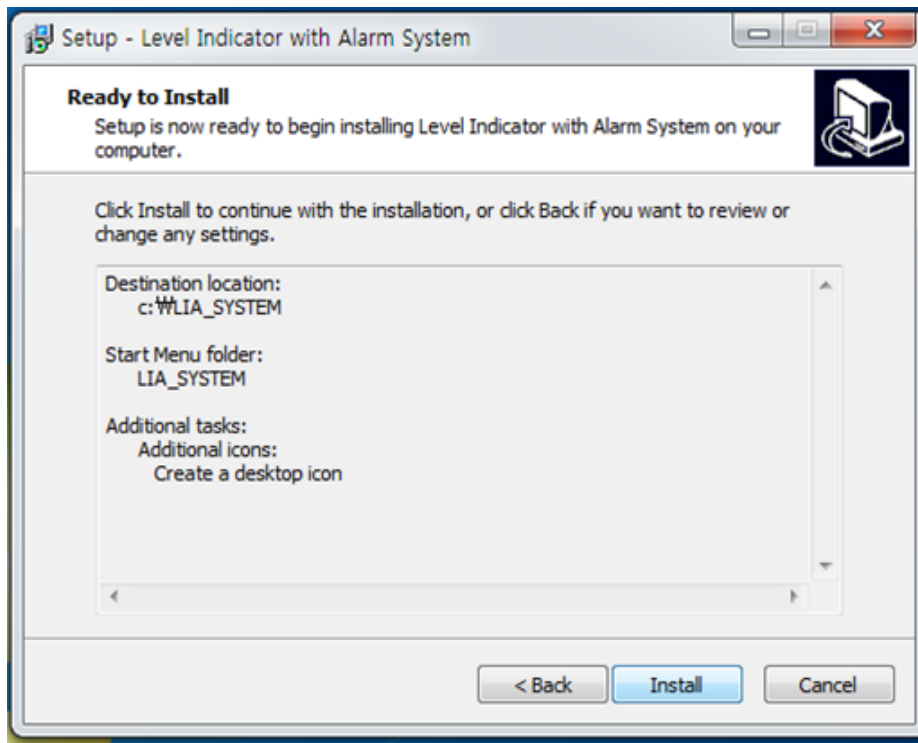 Setup - Level Indicator with Alarm System
Ready to Install
Setup is now ready to begin installing Level Indicator with Alarm System on your
computer.
Click Install to continue with the installation, or click Back if you want to review or
change any settings.
Destination location:
c:₩LIA_SYSTEM
Start Menu folder:
LIA_SYSTEM
Additional tasks:
Additional icons:
Create a desktop icon
< Back Install Cancel